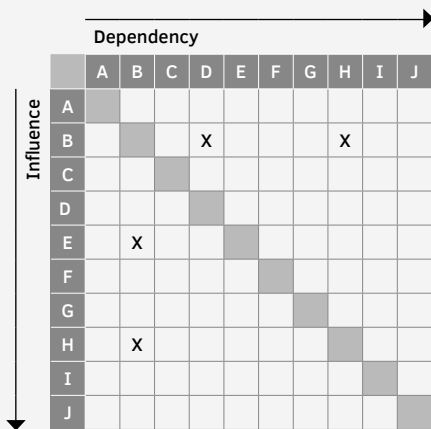 Dependency
A B C D E F G H I J
Influence
A
B X X
C
D
E X
F
G
H X
I
J